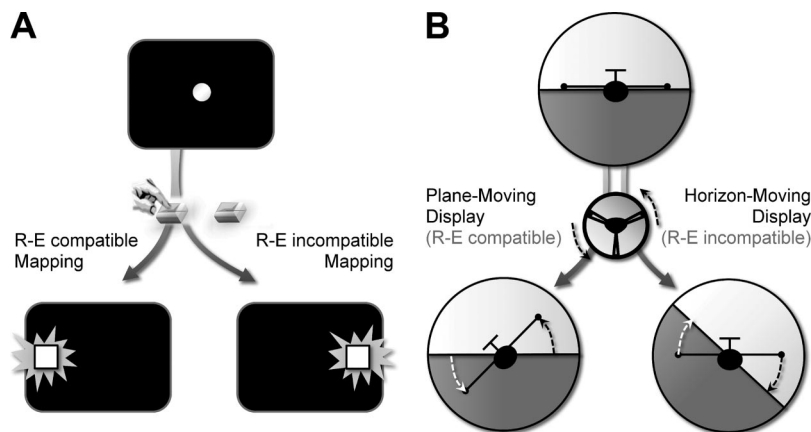 A
B
R-E compatible
Mapping
R-E incompatible
Mapping
Plane-Moving
Display
(R-E compatible)
Horizon-Moving
Display
(R-E incompatible)